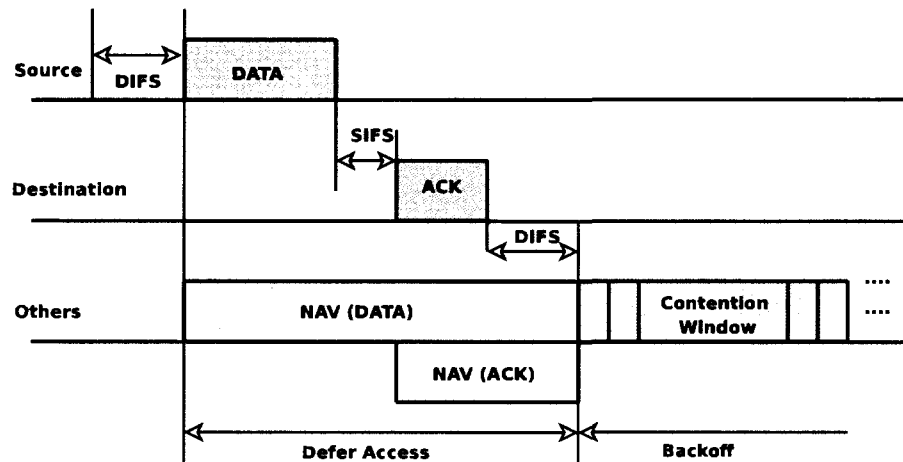 Source
DIFS
DATA
SIFS
Destination
ACK
DIFS
Others
NAV (DATA)
Contention
Window
....
....
NAV (ACK)
Defer Access
Backoff